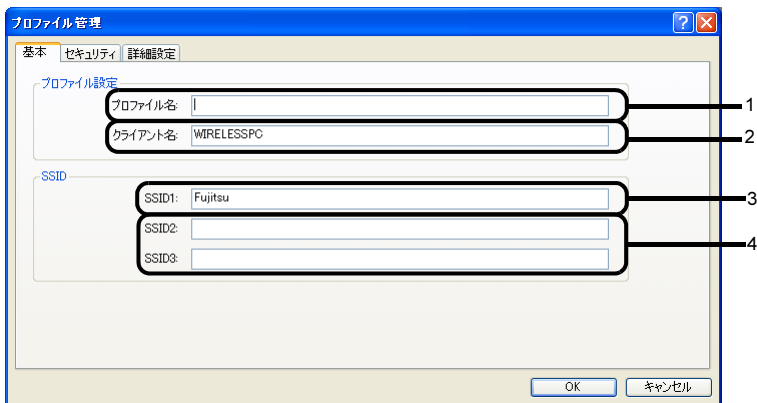 プロファイル管理
基本 セキュリティ 詳細設定
プロファイル設定
プロファイル名:
1
クライアント名: WIRELESSPC
2
SSID
SSID1: Fujitsu
3
SSID2:
4
SSID3:
OK キャンセル